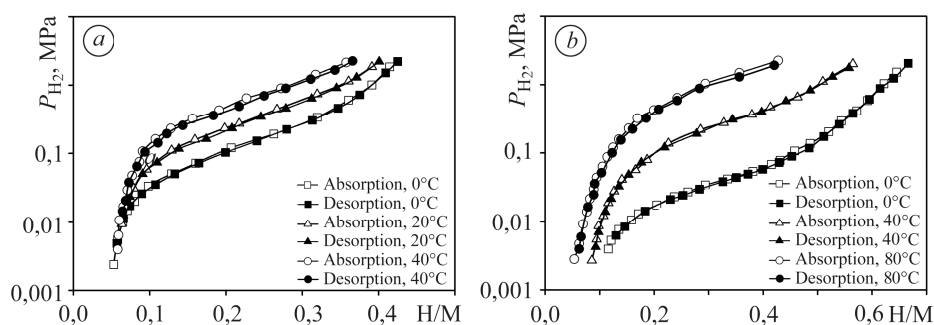 a
P_H2, MPa
0,1
0,01
0,001
Absorption, 0°C
Desorption, 0°C
Absorption, 20°C
Desorption, 20°C
Absorption, 40°C
Desorption, 40°C
0,0 0,1 0,2 0,3 0,4 H/M
b
P_H2, MPa
0,1
0,01
0,001
Absorption, 0°C
Desorption, 0°C
Absorption, 40°C
Desorption, 40°C
Absorption, 80°C
Desorption, 80°C
0,0 0,2 0,4 0,6 H/M